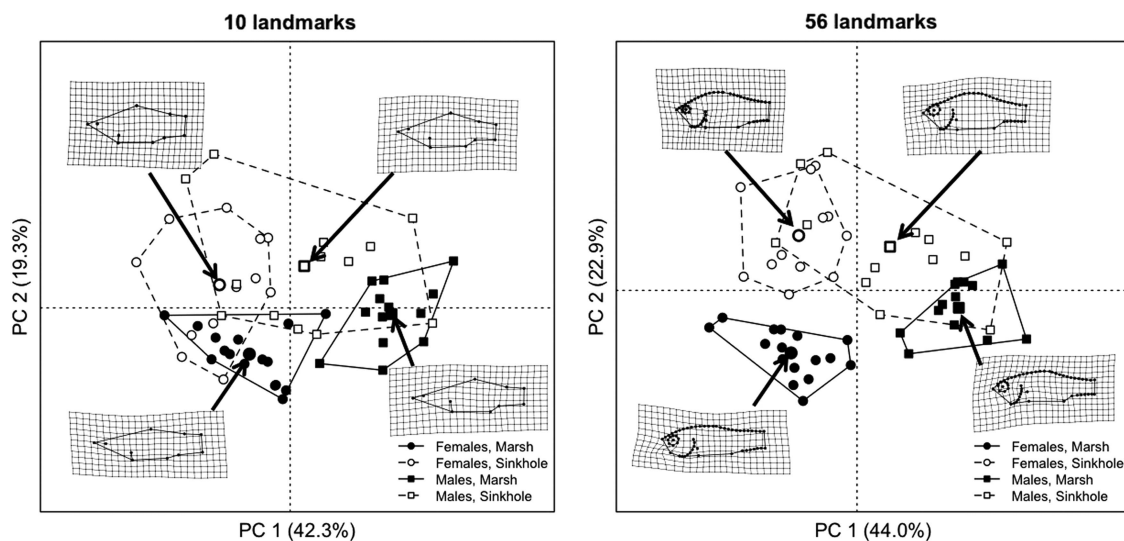 10 landmarks
PC 2 (19.3%)
Females, Marsh
Females, Sinkhole
Males, Marsh
Males, Sinkhole
PC 1 (42.3%)
56 landmarks
PC 2 (22.9%)
Females, Marsh
Females, Sinkhole
Males, Marsh
Males, Sinkhole
PC 1 (44.0%)